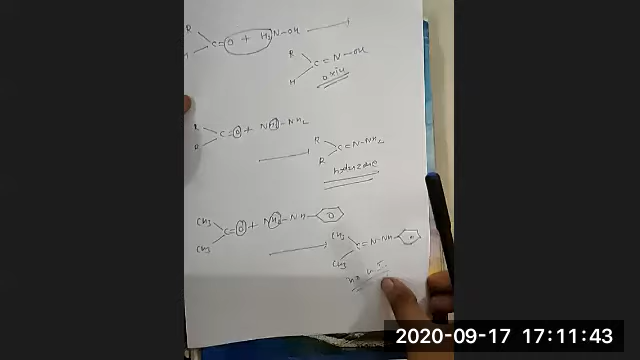 R
C=O + H₂N-OH
H
R
C=N-OH
H
oxim
R
C=O + NH₂-NH₂
R
R
C=N-NH₂
R
hydrazone
CH₃
C=O + NH₂-NH-
CH₃
CH₃
C=N-NH-
CH₃
2020-09-17 17:11:43